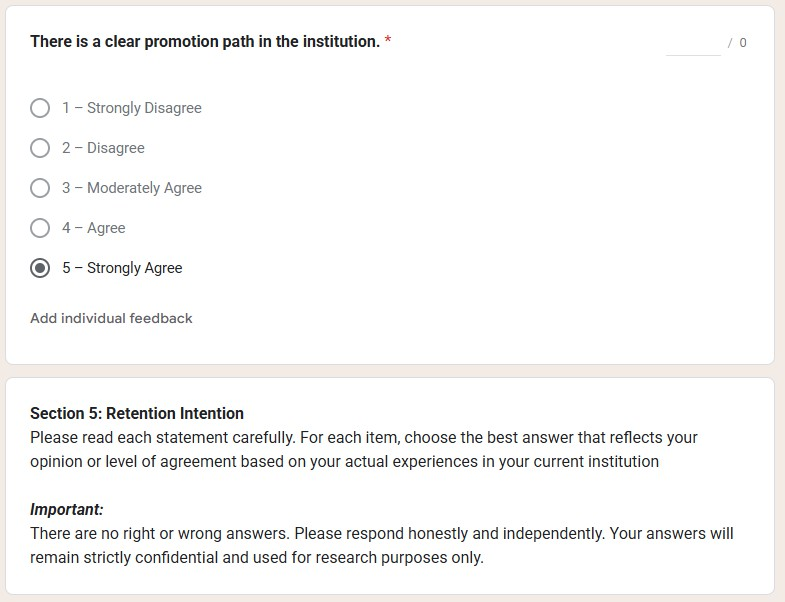 There is a clear promotion path in the institution. *
/ 0
1 – Strongly Disagree
2 – Disagree
3 – Moderately Agree
4 – Agree
5 – Strongly Agree
Add individual feedback
Section 5: Retention Intention
Please read each statement carefully. For each item, choose the best answer that reflects your
opinion or level of agreement based on your actual experiences in your current institution
Important:
There are no right or wrong answers. Please respond honestly and independently. Your answers will
remain strictly confidential and used for research purposes only.